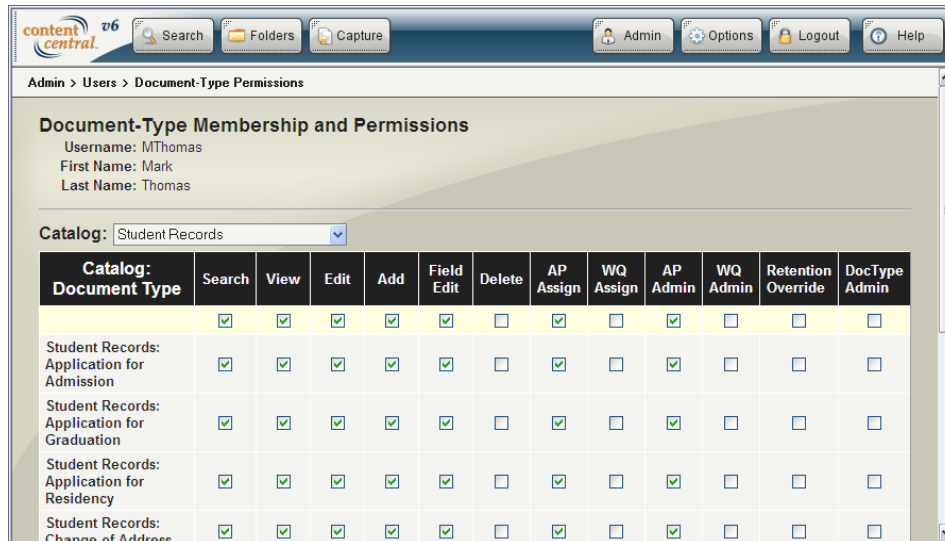 content central. v6 Search Folders Capture Admin Options Logout Help
Admin > Users > Document-Type Permissions
Document-Type Membership and Permissions
Username: MThomas
First Name: Mark
Last Name: Thomas
Catalog: Student Records
Catalog: Document Type Search View Edit Add Field Edit Delete AP Assign WQ Assign AP Admin WQ Admin Retention Override DocType Admin
Student Records:
Application for
Admission
Student Records:
Application for
Graduation
Student Records:
Application for
Residency
Student Records:
Change of Address